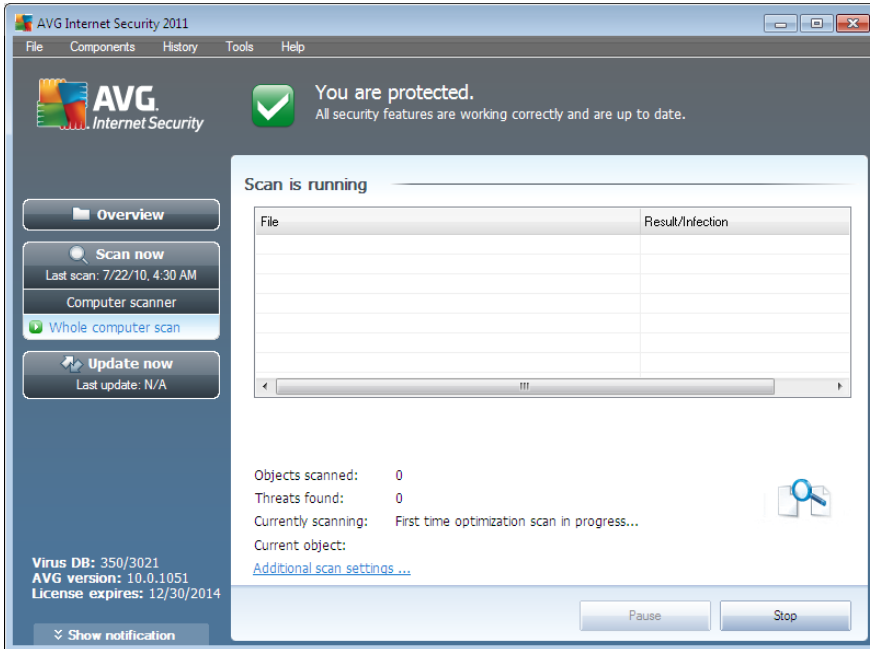 AVG Internet Security 2011
File Components History Tools Help
AVG.
Internet Security
You are protected.
All security features are working correctly and are up to date.
Overview
Scan now
Last scan: 7/22/10, 4:30 AM
Computer scanner
Whole computer scan
Update now
Last update: N/A
Virus DB: 350/3021
AVG version: 10.0.1051
License expires: 12/30/2014
Show notification
Scan is running
File Result/Infection
Objects scanned: 0
Threats found: 0
Currently scanning: First time optimization scan in progress...
Current object:
Additional scan settings ...
Pause Stop